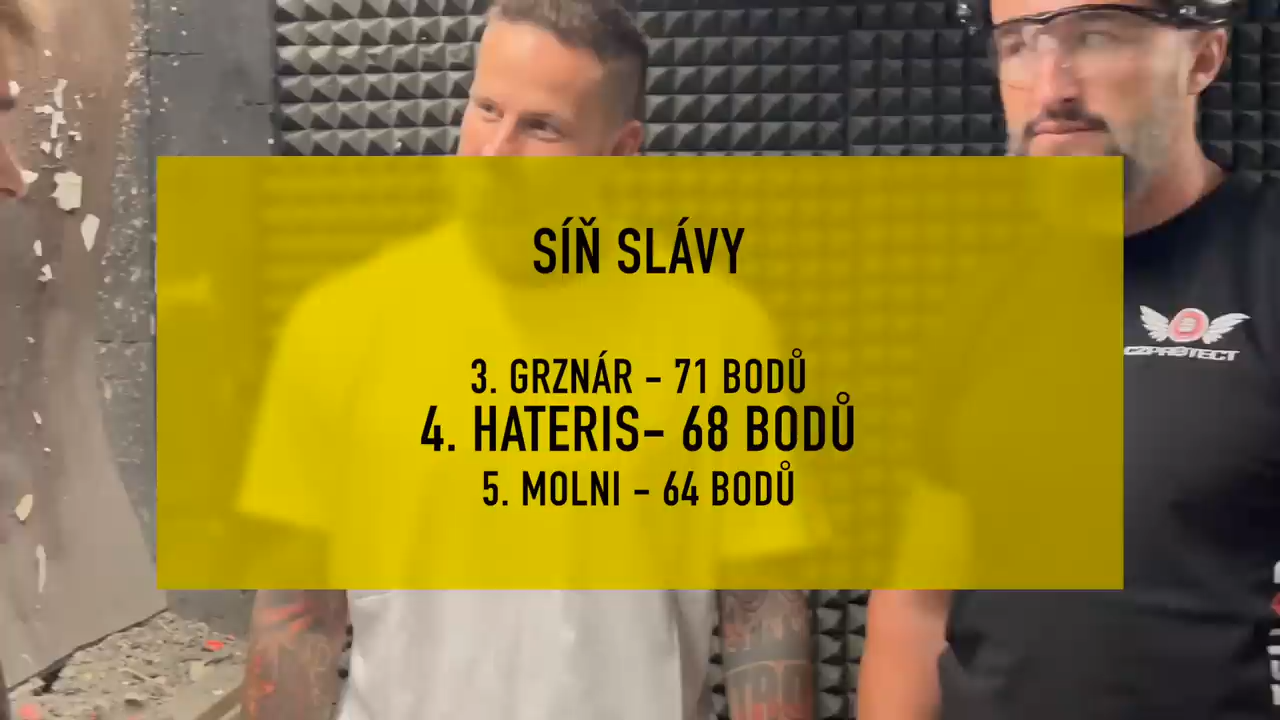 SÍŇ SLÁVY
3. GRZNÁR - 71 BODŮ
4. HATERIS- 68 BODŮ
5. MOLNI - 64 BODŮ
CZPROTECT